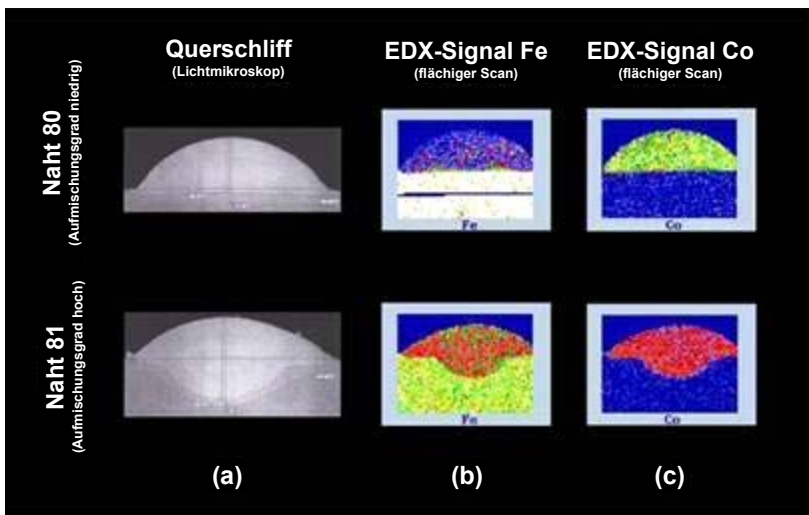 Querschliff
(Lichtmikroskop)
EDX-Signal Fe
(flächiger Scan)
EDX-Signal Co
(flächiger Scan)
Naht 80
(Aufmischungsgrad niedrig)
Fe
Co
Naht 81
(Aufmischungsgrad hoch)
Fe
Co
(a)
(b)
(c)